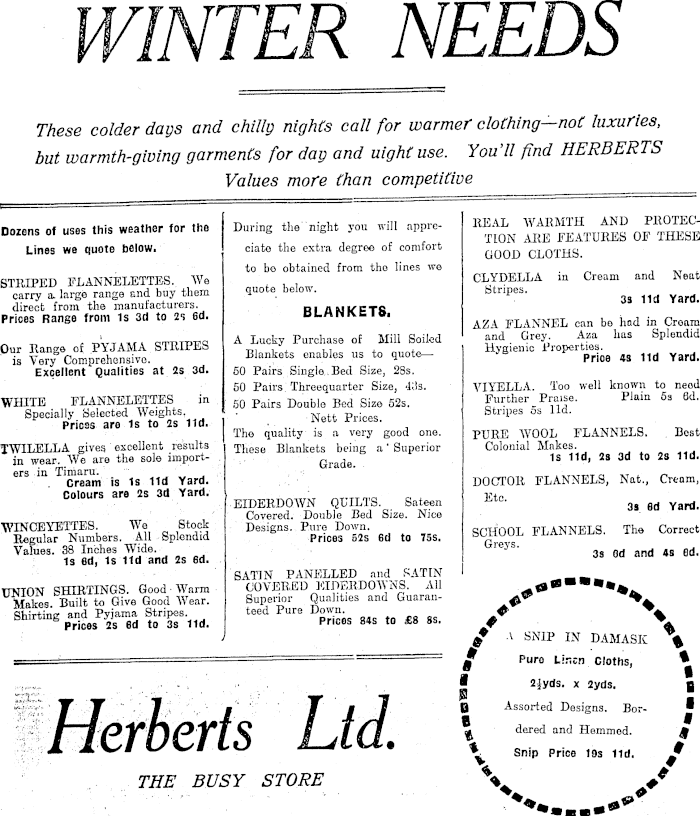 WINTER NEEDS
These colder days and chilly nights call for warmer clothing—not luxuries,
but warmth-giving garments for day and uight use. You'll find HERBERTS
Values more than competitive
Dozens of uses this weather for the
Lines we quote below.
STRIPED FLANNELETTES. We
carry a large range and buy them
direct from the manufacturers.
Prices Range from 1s 3d to 2s 6d.
Our Range of PYJAMA STRIPES
is Very Comprehensive.
Excellent Qualities at 2s 3d.
WHITE FLANNELETTES in
Specially Selected Weights.
Prices are 1s to 2s 11d.
TWILELLA gives excellent results
in wear. We are the sole import-
ers in Timaru.
Cream is 1s 11d Yard.
Colours are 2s 3d Yard.
WINCEYETTES. We Stock
Regular Numbers. All Splendid
Values. 38 Inches Wide.
1s 6d, 1s 11d and 2s 6d.
UNION SHIRTINGS. Good Warm
Makes. Built to Give Good Wear.
Shirting and Pyjama Stripes.
Prices 2s 6d to 3s 11d.
During the night you will appre-
ciate the extra degree of comfort
to be obtained from the lines we
quote below.
BLANKETS.
A Lucky Purchase of Mill Soiled
Blankets enables us to quote—
50 Pairs Single Bed Size, 28s.
50 Pairs Threequarter Size, 43s.
50 Pairs Double Bed Size 52s.
Nett Prices.
The quality is a very good one.
These Blankets being a Superior
Grade.
EIDERDOWN QUILTS. Sateen
Covered. Double Bed Size. Nice
Designs. Pure Down.
Prices 52s 6d to 75s.
SATIN PANELLED and SATIN
COVERED EIDERDOWNS. All
Superior Qualities and Guaran-
teed Pure Down.
Prices 84s to £8 8s.
REAL WARMTH AND PROTEC-
TION ARE FEATURES OF THESE
GOOD CLOTHS.
CLYDELLA in Cream and Neat
Stripes.
3s 11d Yard.
AZA FLANNEL can be had in Cream
and Grey. Aza has Splendid
Hygienic Properties.
Price 4s 11d Yard.
VIYELLA. Too well known to need
Further Praise. Plain 5s 6d.
Stripes 5s 11d.
PURE WOOL FLANNELS. Best
Colonial Makes.
1s 11d, 2s 3d to 2s 11d.
DOCTOR FLANNELS, Nat., Cream,
Etc.
3s 6d Yard.
SCHOOL FLANNELS. The Correct
Greys.
3s 6d and 4s 6d.
A SNIP IN DAMASK
Pure Linen Cloths,
2½yds. x 2yds.
Assorted Designs. Bor-
dered and Hemmed.
Snip Price 19s 11d.
Herberts Ltd.
THE BUSY STORE